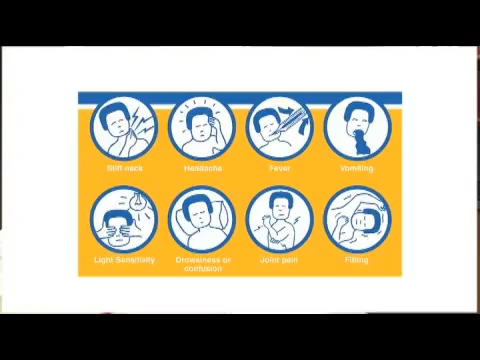 Stiff neck
Headache
Fever
Vomiting
Light Sensitivity
Drowsiness or
confusion
Joint pain
Fitting